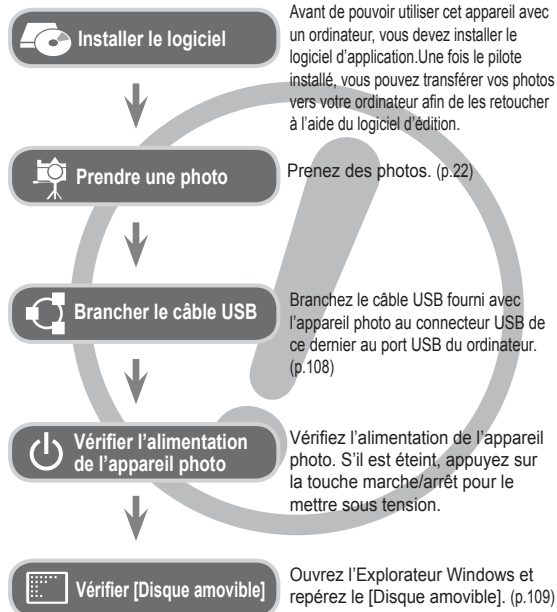 Installer le logiciel
Avant de pouvoir utiliser cet appareil avec
un ordinateur, vous devez installer le
logiciel d’application.Une fois le pilote
installé, vous pouvez transférer vos photos
vers votre ordinateur afin de les retoucher
à l’aide du logiciel d’édition.
Prendre une photo
Prenez des photos. (p.22)
Brancher le câble USB
Branchez le câble USB fourni avec
l’appareil photo au connecteur USB de
ce dernier au port USB du ordinateur.
(p.108)
Vérifier l’alimentation
de l’appareil photo
Vérifiez l’alimentation de l’appareil
photo. S’il est éteint, appuyez sur
la touche marche/arrêt pour le
mettre sous tension.
Vérifier [Disque amovible]
Ouvrez l’Explorateur Windows et
repérez le [Disque amovible]. (p.109)